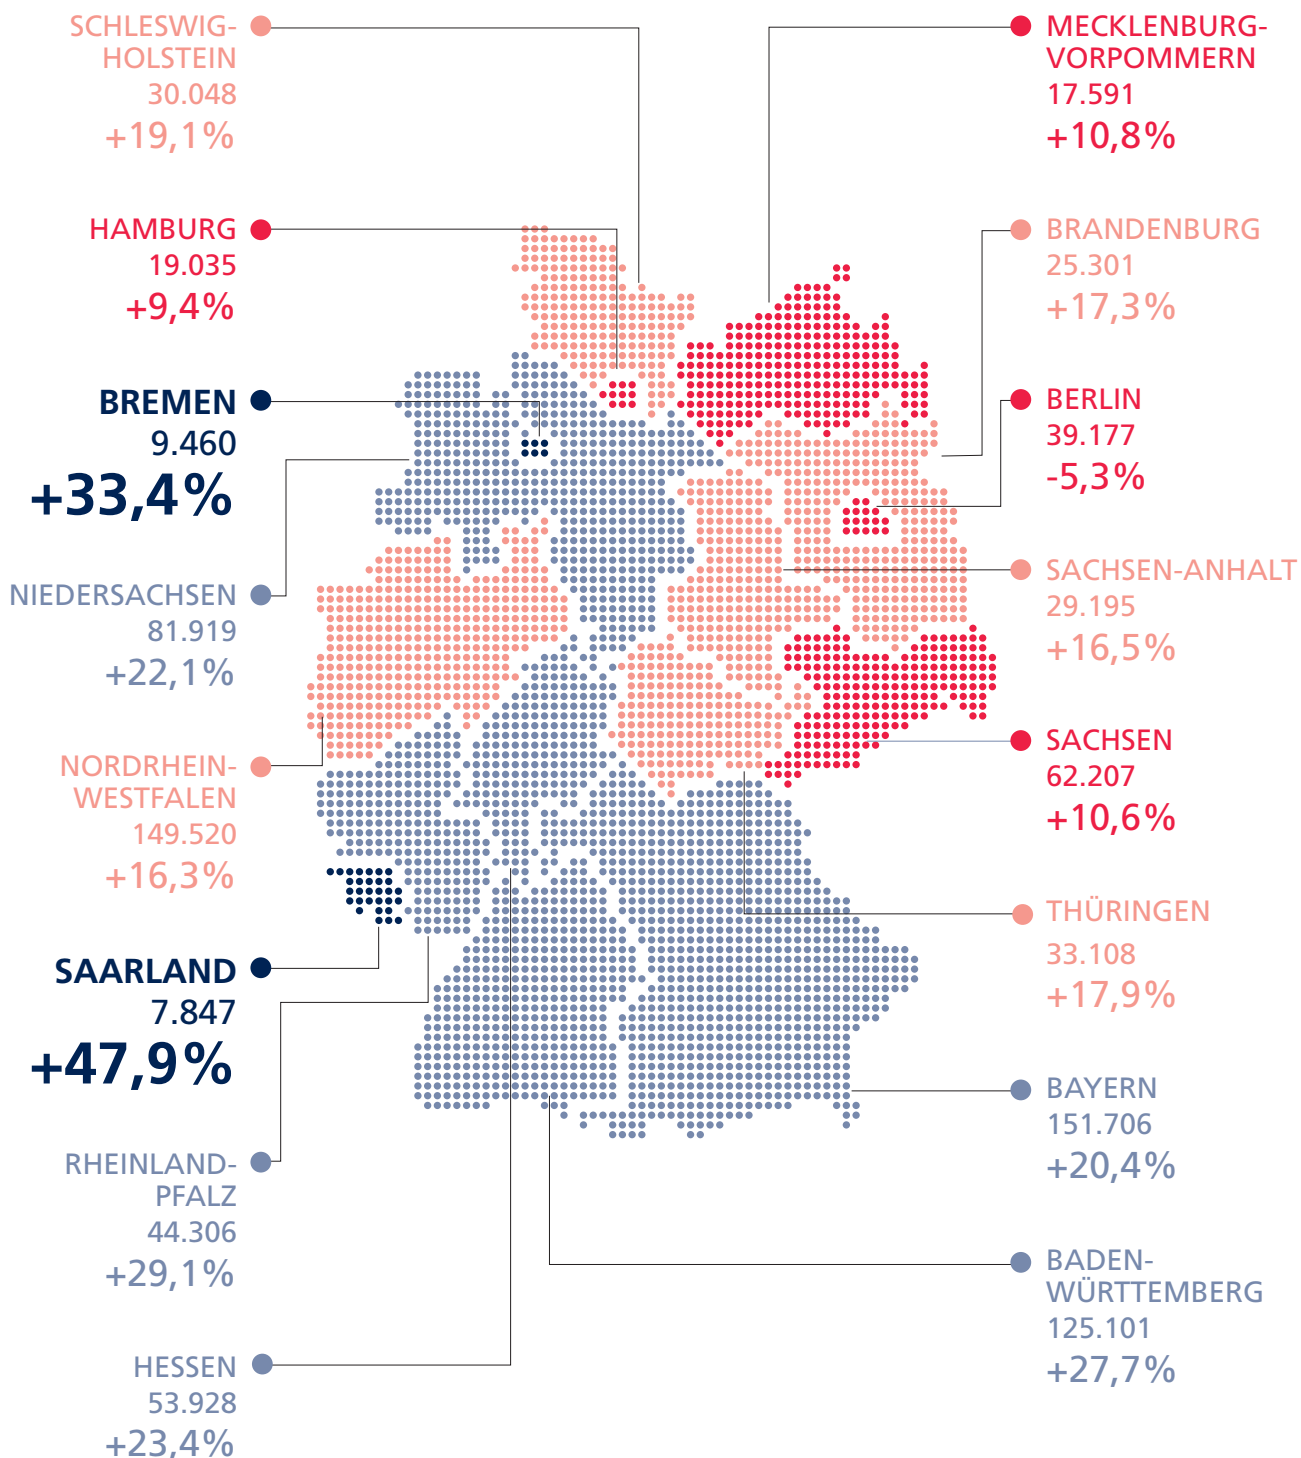 SCHLESWIG-
HOLSTEIN
30.048
+19,1%
HAMBURG
19.035
+9,4%
BREMEN
9.460
+33,4%
NIEDERSACHSEN
81.919
+22,1%
NORDRHEIN-
WESTFALEN
149.520
+16,3%
SAARLAND
7.847
+47,9%
RHEINLAND-
PFALZ
44.306
+29,1%
HESSEN
53.928
+23,4%
MECKLENBURG-
VORPOMMERN
17.591
+10,8%
BRANDENBURG
25.301
+17,3%
BERLIN
39.177
-5,3%
SACHSEN-ANHALT
29.195
+16,5%
SACHSEN
62.207
+10,6%
THÜRINGEN
33.108
+17,9%
BAYERN
151.706
+20,4%
BADEN-
WÜRTTEMBERG
125.101
+27,7%